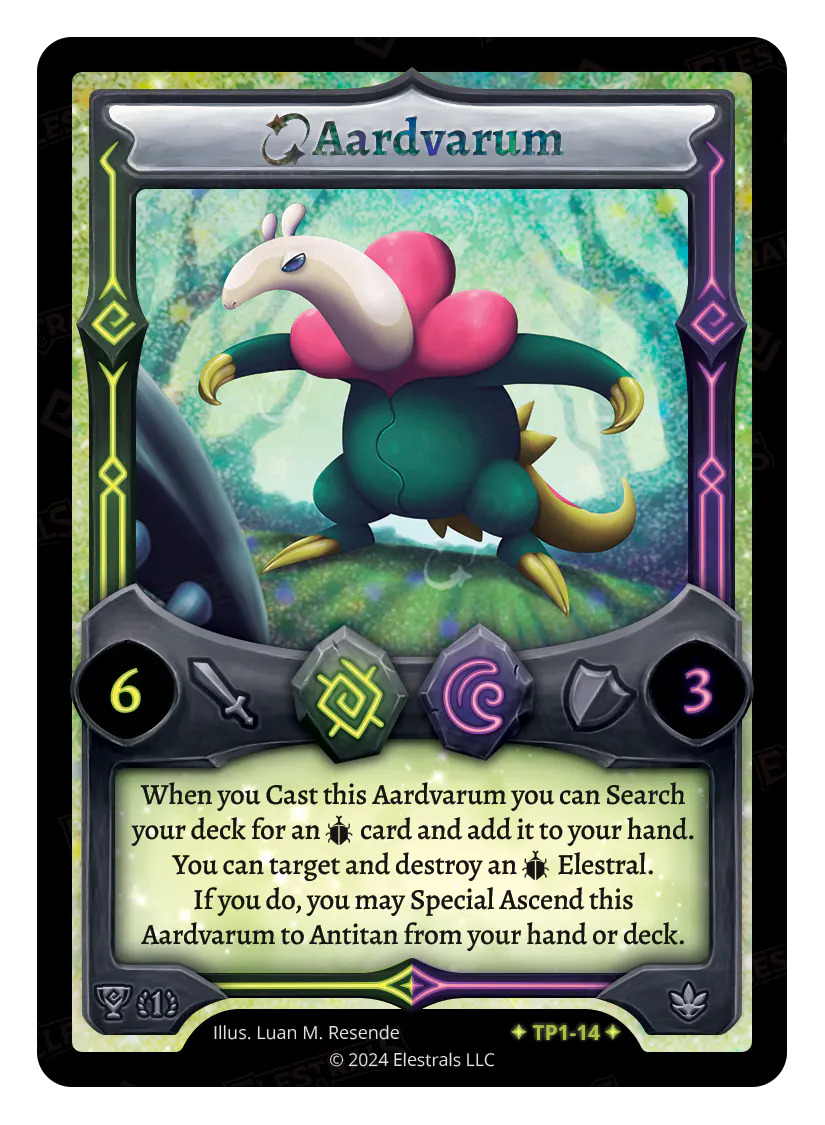 Aardvarum
6
3
When you Cast this Aardvarum you can Search
your deck for an card and add it to your hand.
You can target and destroy an Elestral.
If you do, you may Special Ascend this
Aardvarum to Antitan from your hand or deck.
1
Illus. Luan M. Resende
TP1-14
© 2024 Elestrals LLC